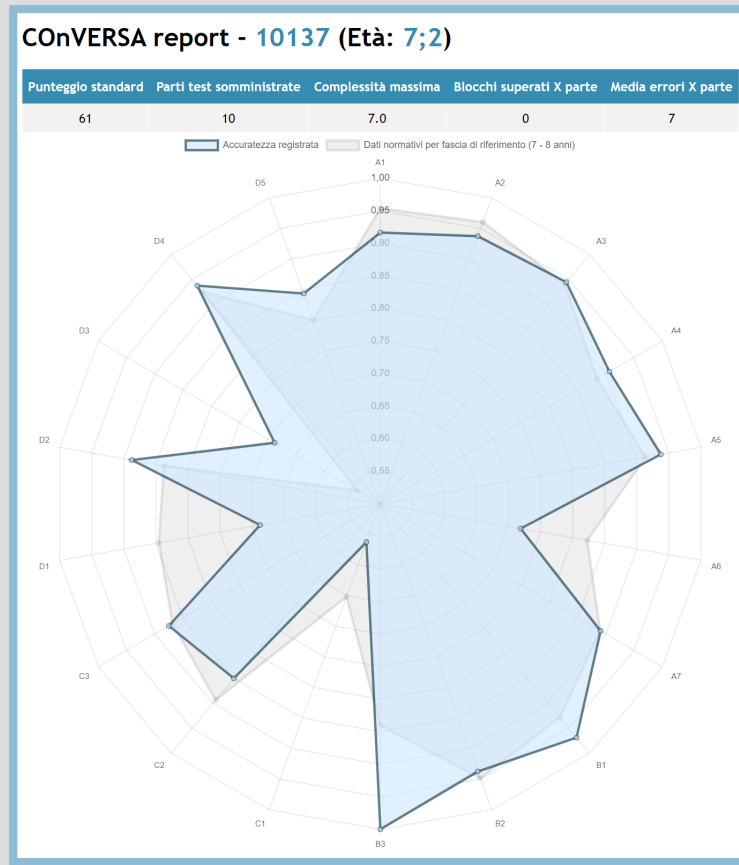 COnVERSA report - 10137 (Età: 7;2)
Punteggio standard Parti test somministrate Complessità massima Blocchi superati X parte Media errori X parte
61 10 7.0 0 7
Accuratezza registrata Dati normativi per fascia di riferimento (7 - 8 anni)
A1
1,00
D5 A2
0,95
D4 0,90 A3
0,85
0,80
D3 A4
0,75
0,70
D2 0,65 A5
0,60
0,55
D1 A6
C3 A7
C2 B1
C1 B2
B3